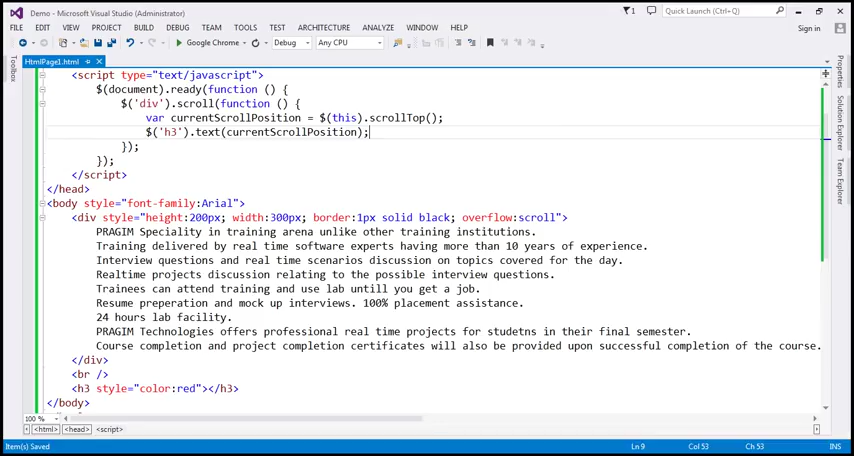 Demo - Microsoft Visual Studio (Administrator)
1
Quick Launch (Ctrl+Q)
FILE EDIT VIEW PROJECT BUILD DEBUG TEAM TOOLS TEST ARCHITECTURE ANALYZE WINDOW HELP
Sign in
Google Chrome
Debug
Any CPU
Toolbox
HtmlPage1.html
<script type="text/javascript">
$(document).ready(function () {
$('div').scroll(function () {
var currentScrollPosition = $(this).scrollTop();
$('h3').text(currentScrollPosition);
});
});
</script>
</head>
<body style="font-family:Arial">
<div style="height:200px; width:300px; border:1px solid black; overflow:scroll">
PRAGIM Speciality in training arena unlike other training institutions.
Training delivered by real time software experts having more than 10 years of experience.
Interview questions and real time scenarios discussion on topics covered for the day.
Realtime projects discussion relating to the possible interview questions.
Trainees can attend training and use lab untill you get a job.
Resume preperation and mock up interviews. 100% placement assistance.
24 hours lab facility.
PRAGIM Technologies offers professional real time projects for studetns in their final semester.
Course completion and project completion certificates will also be provided upon successful completion of the course.
</div>
<br />
<h3 style="color:red"></h3>
</body>
Properties
Solution Explorer
Team Explorer
100 %
<html> <head> <script>
Item(s) Saved
Ln 9
Col 53
Ch 53
INS